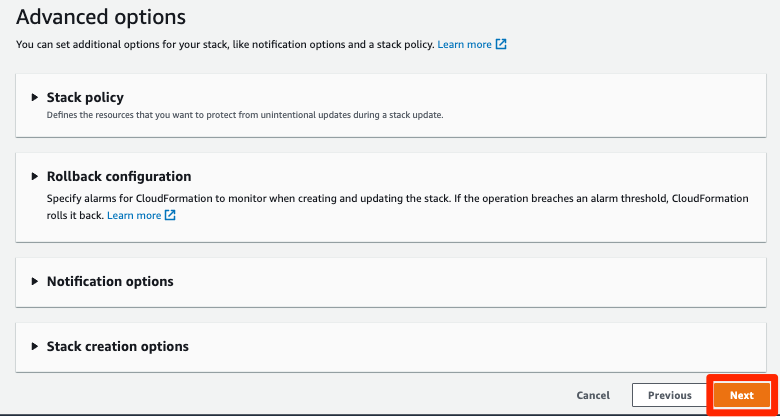 Advanced options
You can set additional options for your stack, like notification options and a stack policy. Learn more
Stack policy
Defines the resources that you want to protect from unintentional updates during a stack update.
Rollback configuration
Specify alarms for CloudFormation to monitor when creating and updating the stack. If the operation breaches an alarm threshold, CloudFormation
rolls it back. Learn more
Notification options
Stack creation options
Cancel Previous Next